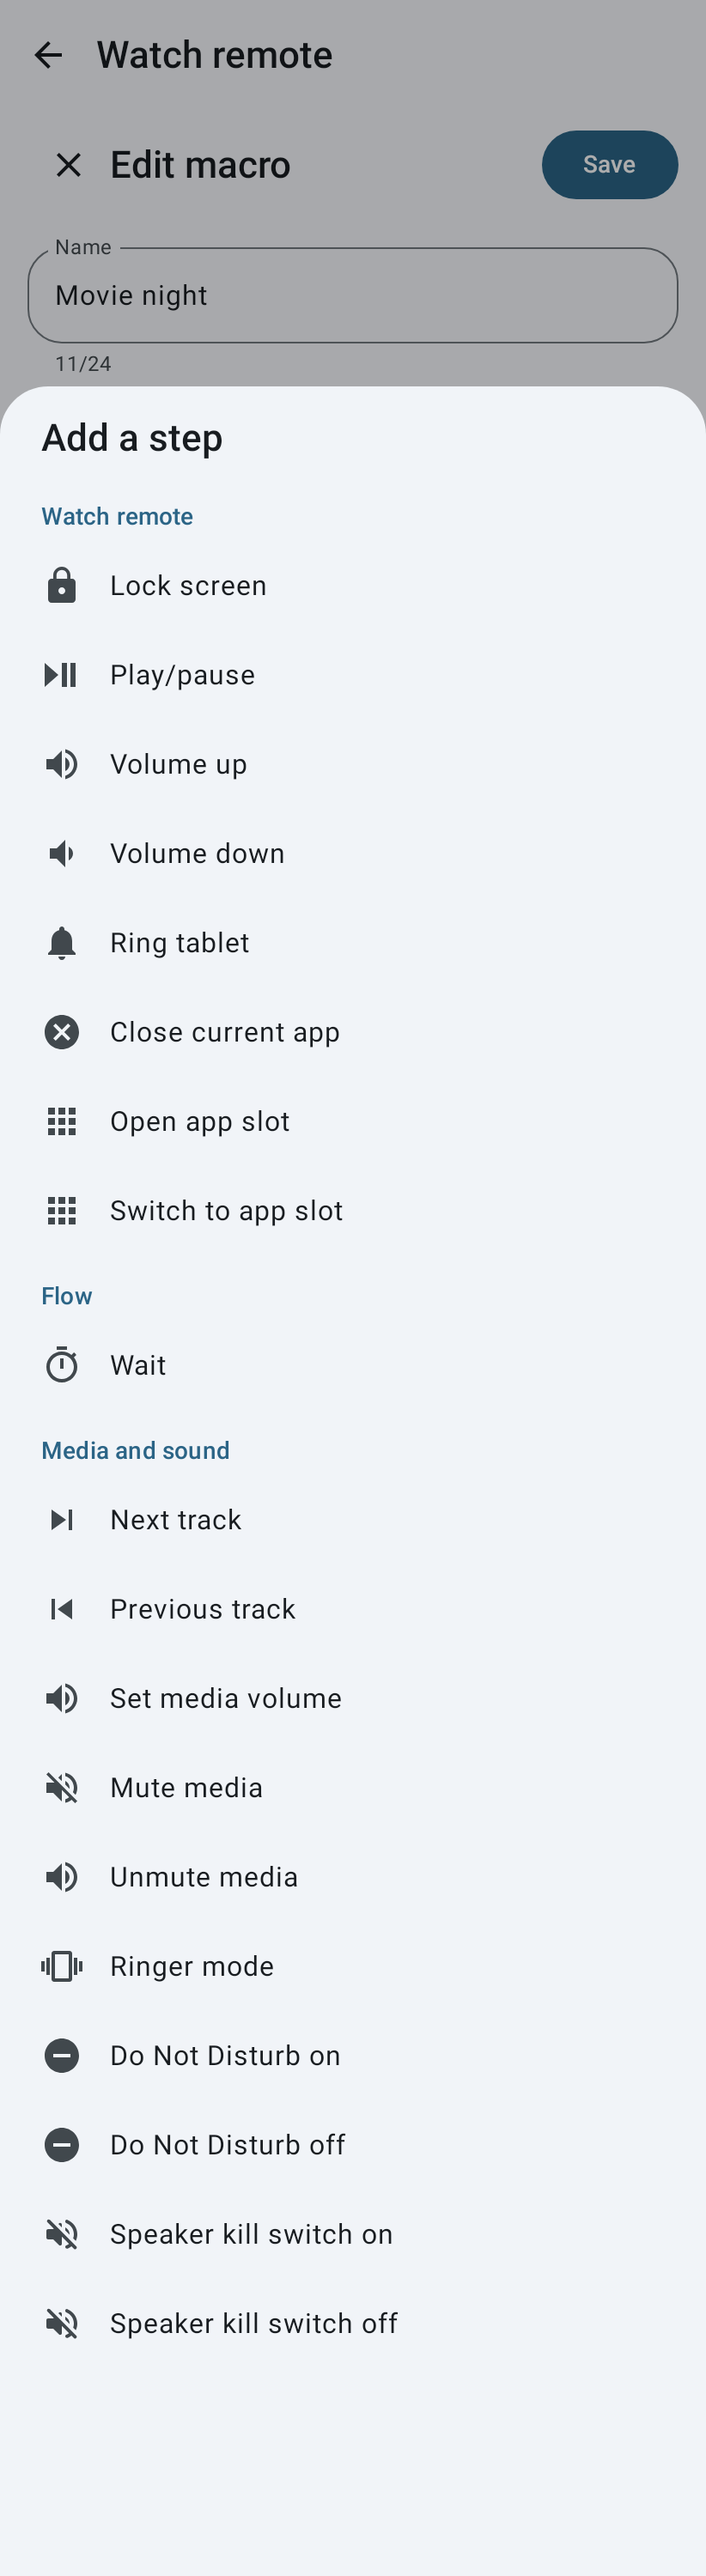 Watch remote
Edit macro
Save
Name
Movie night
11/24
Add a step
Watch remote
Lock screen
Play/pause
Volume up
Volume down
Ring tablet
Close current app
Open app slot
Switch to app slot
Flow
Wait
Media and sound
Next track
Previous track
Set media volume
Mute media
Unmute media
Ringer mode
Do Not Disturb on
Do Not Disturb off
Speaker kill switch on
Speaker kill switch off